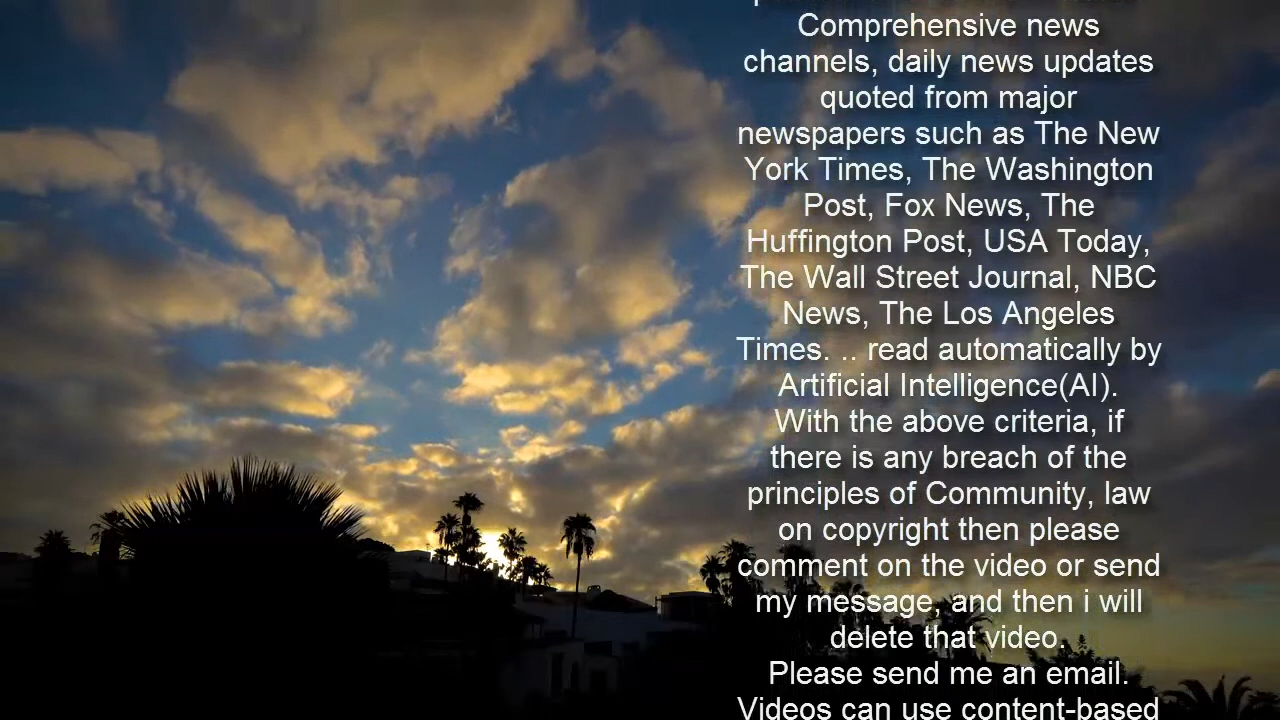 Comprehensive news
channels, daily news updates
quoted from major
newspapers such as The New
York Times, The Washington
Post, Fox News, The
Huffington Post, USA Today,
The Wall Street Journal, NBC
News, The Los Angeles
Times. .. read automatically by
Artificial Intelligence(AI).
With the above criteria, if
there is any breach of the
principles of Community, law
on copyright then please
comment on the video or send
my message, and then i will
delete that video.
Please send me an email.
Videos can use content-based